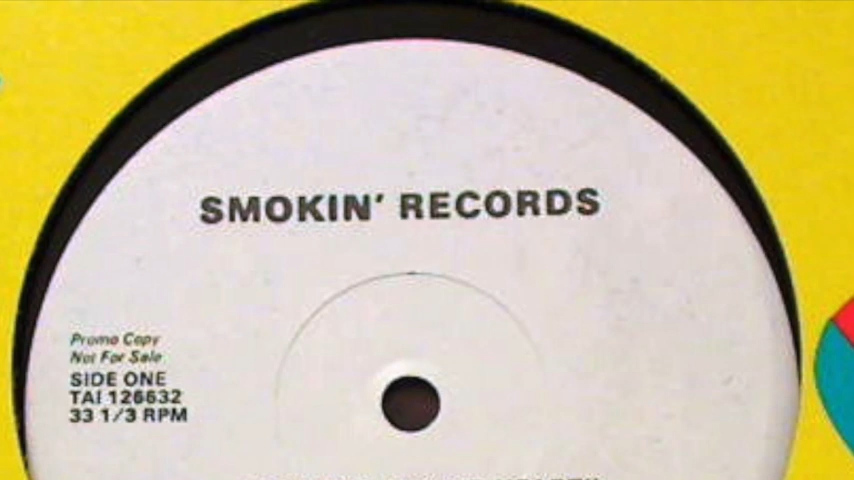 SMOKIN' RECORDS
Promo Copy
Not For Sale
SIDE ONE
TAI 126632
33 1/3 RPM